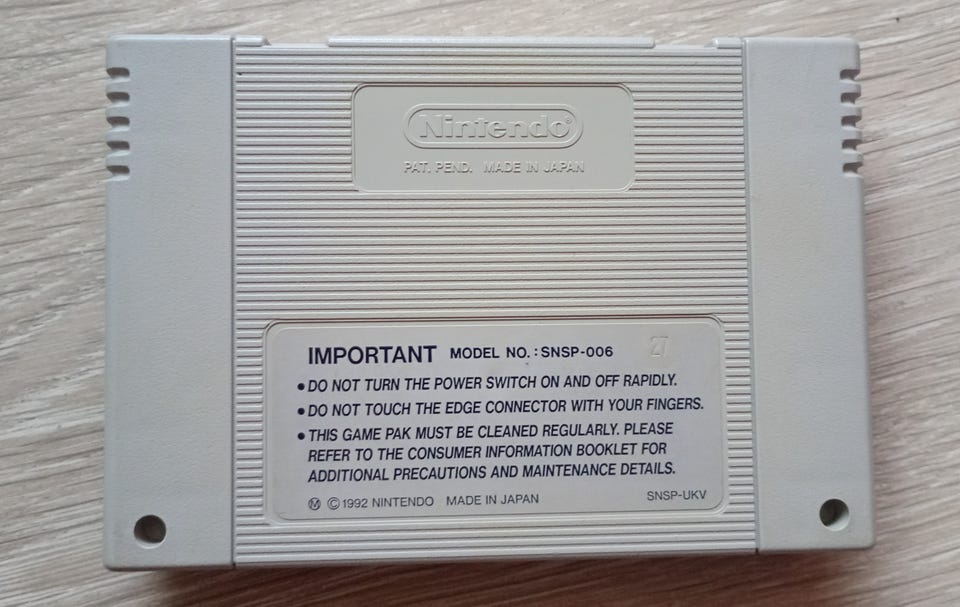 Nintendo®
PAT. PEND. MADE IN JAPAN
IMPORTANT MODEL NO. : SNSP-006 27
• DO NOT TURN THE POWER SWITCH ON AND OFF RAPIDLY.
• DO NOT TOUCH THE EDGE CONNECTOR WITH YOUR FINGERS.
• THIS GAME PAK MUST BE CLEANED REGULARLY. PLEASE
REFER TO THE CONSUMER INFORMATION BOOKLET FOR
ADDITIONAL PRECAUTIONS AND MAINTENANCE DETAILS.
Ⓜ © 1992 NINTENDO MADE IN JAPAN SNSP-UKV